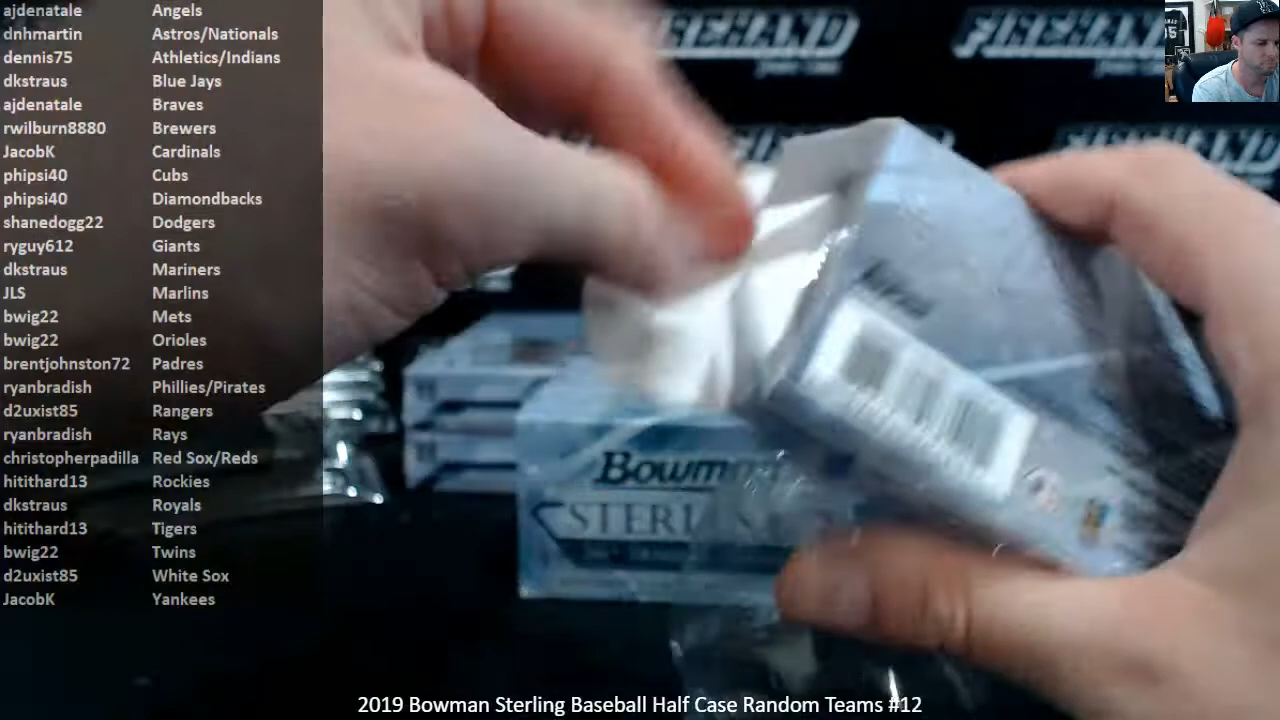 ajdenatale Angels
dnhmartin Astros/Nationals
dennis75 Athletics/Indians
dkstraus Blue Jays
ajdenatale Braves
rwilburn8880 Brewers
JacobK Cardinals
phipsi40 Cubs
phipsi40 Diamondbacks
shanedogg22 Dodgers
ryguy612 Giants
dkstraus Mariners
JLS Marlins
bwig22 Mets
bwig22 Orioles
brentjohnston72 Padres
ryanbradish Phillies/Pirates
d2uxist85 Rangers
ryanbradish Rays
christopherpadilla Red Sox/Reds
hitithard13 Rockies
dkstraus Royals
hitithard13 Tigers
bwig22 Twins
d2uxist85 White Sox
JacobK Yankees
FIREHAND
FIREHAND
Bowman
2019 Bowman Sterling Baseball Half Case Random Teams #12